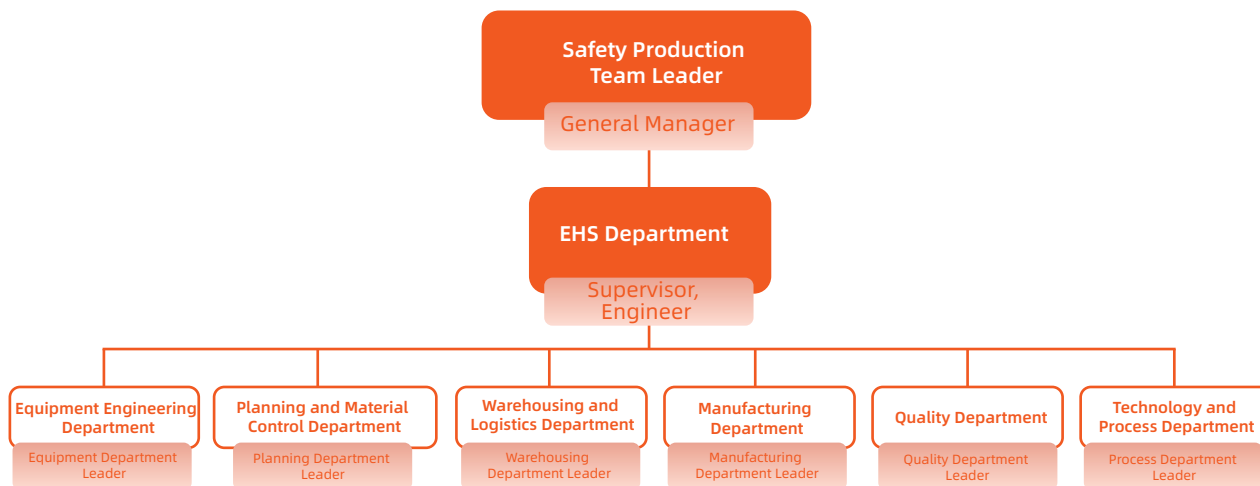 Safety Production
Team Leader
General Manager
EHS Department
Supervisor,
Engineer
Equipment Engineering
Department
Equipment Department
Leader
Planning and Material
Control Department
Planning Department
Leader
Warehousing and
Logistics Department
Warehousing
Department Leader
Manufacturing
Department
Manufacturing
Department Leader
Quality Department
Quality Department
Leader
Technology and
Process Department
Process Department
Leader